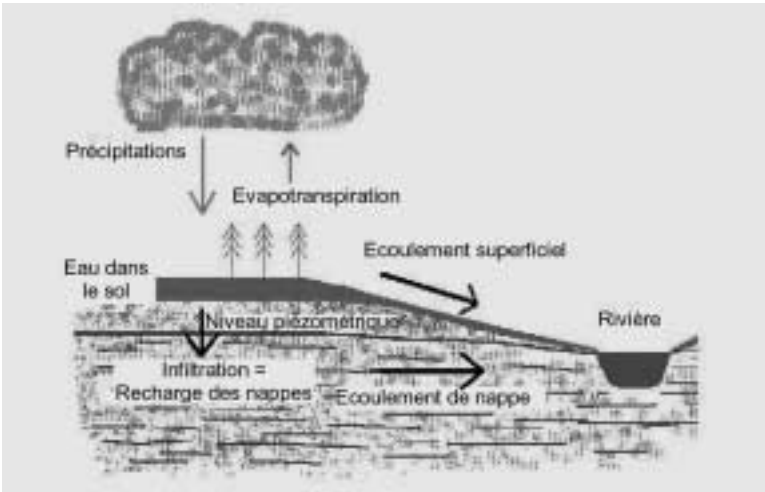 Précipitations
Evapotranspiration
Ecoulement superficiel
Eau dans
le sol
Niveau piézométrique
Rivière
Infiltration =
Recharge des nappes
Ecoulement de nappe